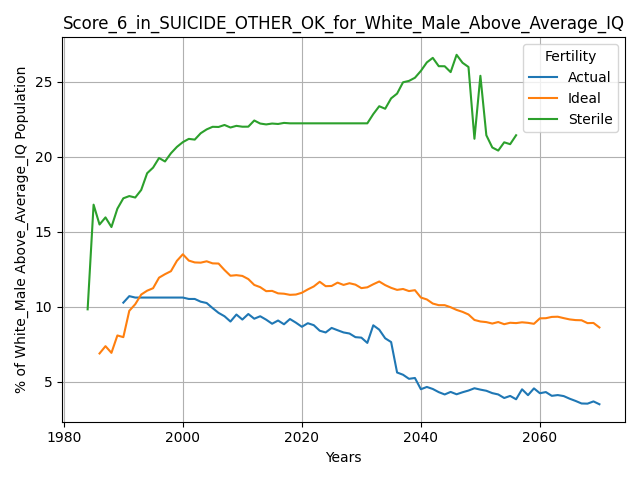 Score_6_in_SUICIDE_OTHER_OK_for_White_Male_Above_Average_IQ
% of White_Male Above_Average_IQ Population
25
20
15
10
5
Fertility
Actual
Ideal
Sterile
1980
2000
2020
2040
2060
Years